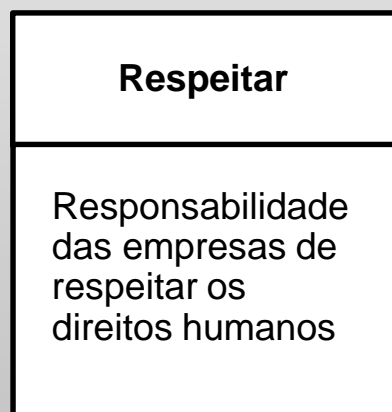 Respeitar
Responsabilidade
das empresas de
respeitar os
direitos humanos